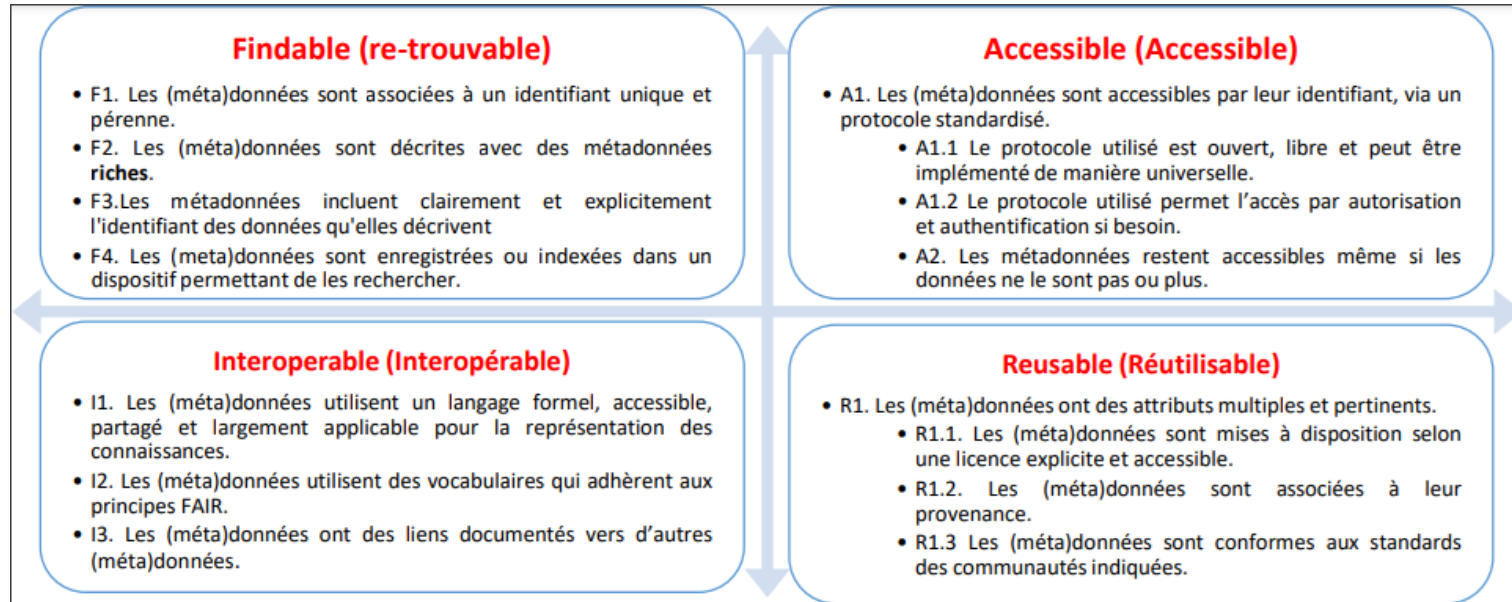 Findable (re-trouvable)
• F1. Les (méta)données sont associées à un identifiant unique et
pérenne.
• F2. Les (méta)données sont décrites avec des métadonnées
riches.
• F3.Les métadonnées incluent clairement et explicitement
l'identifiant des données qu'elles décrivent
• F4. Les (meta)données sont enregistrées ou indexées dans un
dispositif permettant de les rechercher.
Accessible (Accessible)
• A1. Les (méta)données sont accessibles par leur identifiant, via un
protocole standardisé.
• A1.1 Le protocole utilisé est ouvert, libre et peut être
implémenté de manière universelle.
• A1.2 Le protocole utilisé permet l’accès par autorisation
et authentification si besoin.
• A2. Les métadonnées restent accessibles même si les
données ne le sont pas ou plus.
Interoperable (Interopérable)
• I1. Les (méta)données utilisent un langage formel, accessible,
partagé et largement applicable pour la représentation des
connaissances.
• I2. Les (méta)données utilisent des vocabulaires qui adhèrent aux
principes FAIR.
• I3. Les (méta)données ont des liens documentés vers d’autres
(méta)données.
Reusable (Réutilisable)
• R1. Les (méta)données ont des attributs multiples et pertinents.
• R1.1. Les (méta)données sont mises à disposition selon
une licence explicite et accessible.
• R1.2. Les (méta)données sont associées à leur
provenance.
• R1.3 Les (méta)données sont conformes aux standards
des communautés indiquées.